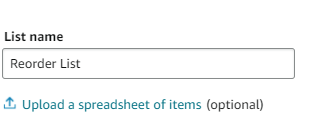 List name
Reorder List
Upload a spreadsheet of items (optional)